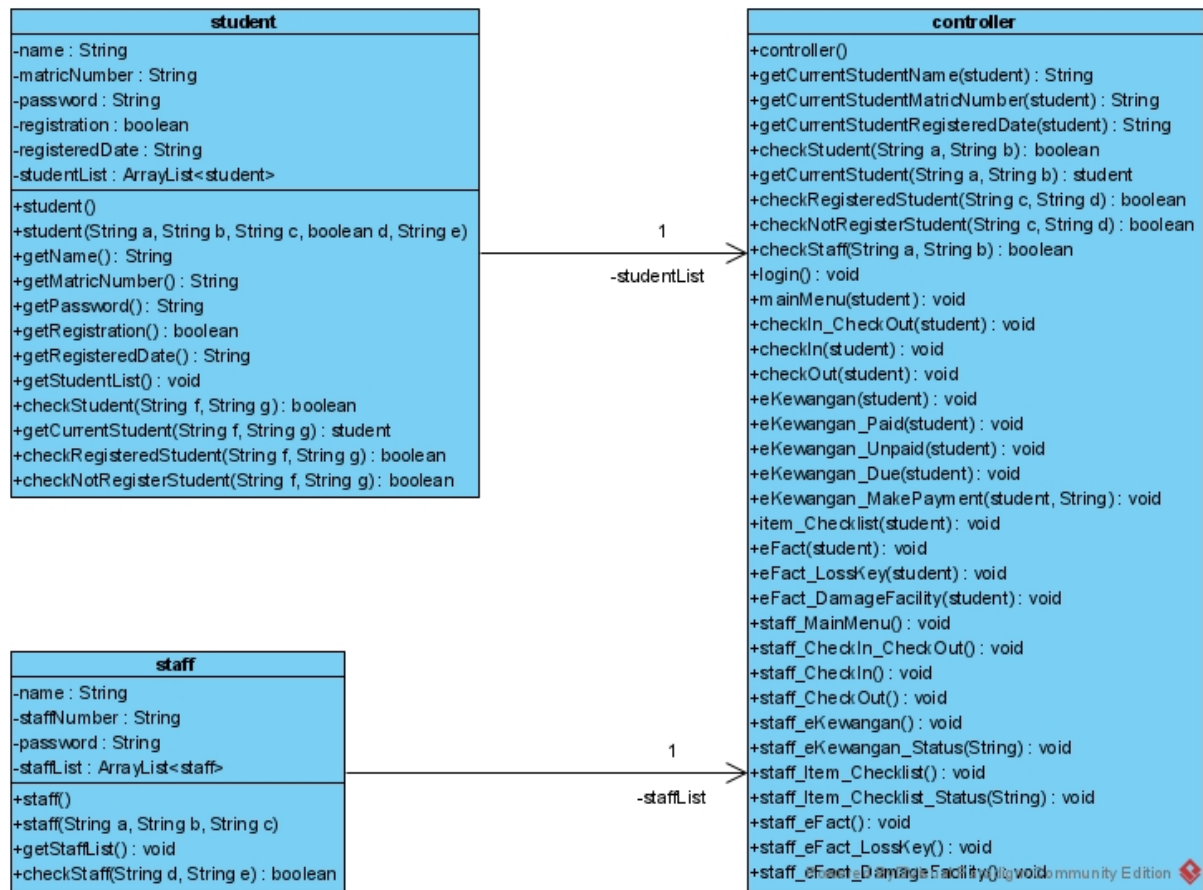 student
-name : String
-matricNumber : String
-password : String
-registration : boolean
-registeredDate : String
-studentList : ArrayList<student>
+student()
+student(String a, String b, String c, boolean d, String e)
+getName() : String
+getMatricNumber() : String
+getPassword() : String
+getRegistration() : boolean
+getRegisteredDate() : String
+getStudentList() : void
+checkStudent(String f, String g) : boolean
+getCurrentStudent(String f, String g) : student
+checkRegisteredStudent(String f, String g) : boolean
+checkNotRegisterStudent(String f, String g) : boolean
1
-studentList
staff
-name : String
-staffNumber : String
-password : String
-staffList : ArrayList<staff>
+staff()
+staff(String a, String b, String c)
+getStaffList() : void
+checkStaff(String d, String e) : boolean
1
-staffList
controller
+controller()
+getCurrentStudentName(student) : String
+getCurrentStudentMatricNumber(student) : String
+getCurrentStudentRegisteredDate(student) : String
+checkStudent(String a, String b) : boolean
+getCurrentStudent(String a, String b) : student
+checkRegisteredStudent(String c, String d) : boolean
+checkNotRegisterStudent(String c, String d) : boolean
+checkStaff(String a, String b) : boolean
+login() : void
+mainMenu(student) : void
+checkIn_CheckOut(student) : void
+checkIn(student) : void
+checkOut(student) : void
+eKewangan(student) : void
+eKewangan_Paid(student) : void
+eKewangan_Unpaid(student) : void
+eKewangan_Due(student) : void
+eKewangan_MakePayment(student, String) : void
+item_Checklist(student) : void
+eFact(student) : void
+eFact_LossKey(student) : void
+eFact_DamageFacility(student) : void
+staff_MainMenu() : void
+staff_CheckIn_CheckOut() : void
+staff_CheckIn() : void
+staff_CheckOut() : void
+staff_eKewangan() : void
+staff_eKewangan_Status(String) : void
+staff_Item_Checklist() : void
+staff_Item_Checklist_Status(String) : void
+staff_eFact() : void
+staff_eFact_LossKey() : void
+staff_eFact_DamageFacility() : void
Community Edition